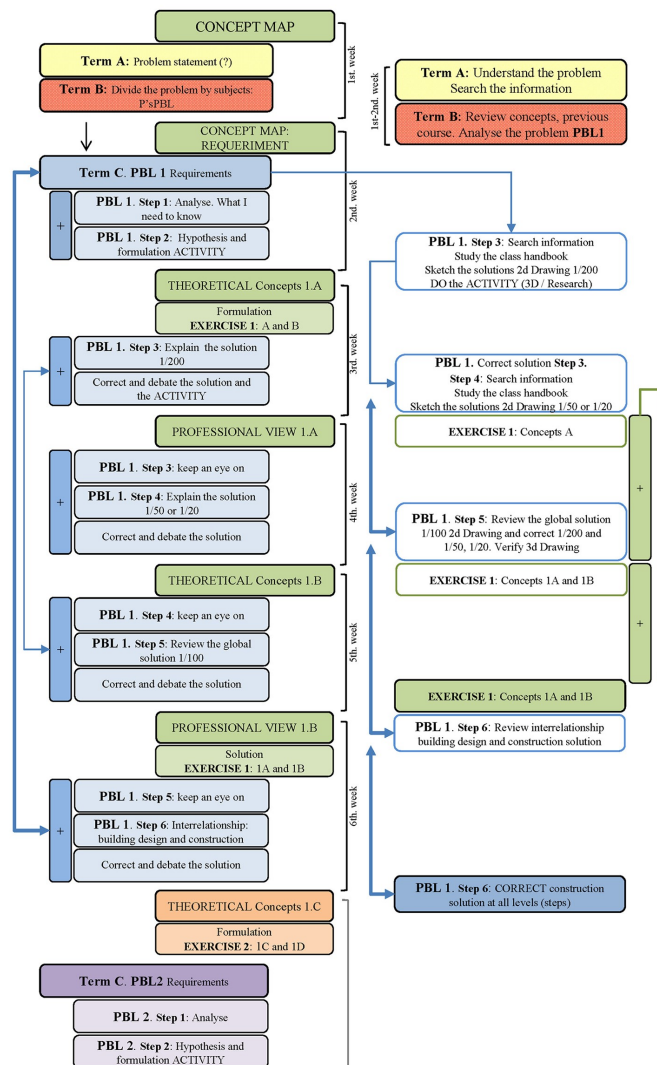 CONCEPT MAP
Term A: Problem statement (?)
Term B: Divide the problem by subjects:
P'sPBL
1st. week
CONCEPT MAP:
REQUERIMENT
Term C. PBL 1 Requirements
+
PBL 1. Step 1: Analyse. What I
need to know
PBL 1. Step 2: Hypothesis and
formulation ACTIVITY
2nd. week
THEORETICAL Concepts 1.A
Formulation
EXERCISE 1: A and B
+
PBL 1. Step 3: Explain the solution
1/200
Correct and debate the solution and
the ACTIVITY
3rd. week
PROFESSIONAL VIEW 1.A
+
PBL 1. Step 3: keep an eye on
PBL 1. Step 4: Explain the solution
1/50 or 1/20
Correct and debate the solution
4th. week
THEORETICAL Concepts 1.B
+
PBL 1. Step 4: keep an eye on
PBL 1. Step 5: Review the global
solution 1/100
Correct and debate the solution
5th. week
PROFESSIONAL VIEW 1.B
Solution
EXERCISE 1: 1A and 1B
+
PBL 1. Step 5: keep an eye on
PBL 1. Step 6: Interrelationship:
building design and construction
Correct and debate the solution
6th. week
THEORETICAL Concepts 1.C
Formulation
EXERCISE 2: 1C and 1D
Term C. PBL2 Requirements
PBL 2. Step 1: Analyse
PBL 2. Step 2: Hypothesis and
formulation ACTIVITY
1st-2nd. week
Term A: Understand the problem
Search the information
Term B: Review concepts, previous
course. Analyse the problem PBL1
PBL 1. Step 3: Search information
Study the class handbook
Sketch the solutions 2d Drawing 1/200
DO the ACTIVITY (3D / Research)
PBL 1. Correct solution Step 3.
Step 4: Search information
Study the class handbook
Sketch the solutions 2d Drawing 1/50 or 1/20
EXERCISE 1: Concepts A
+
PBL 1. Step 5: Review the global solution
1/100 2d Drawing and correct 1/200 and
1/50, 1/20. Verify 3d Drawing
EXERCISE 1: Concepts 1A and 1B
+
EXERCISE 1: Concepts 1A and 1B
PBL 1. Step 6: Review interrelationship
building design and construction solution
PBL 1. Step 6: CORRECT construction
solution at all levels (steps)